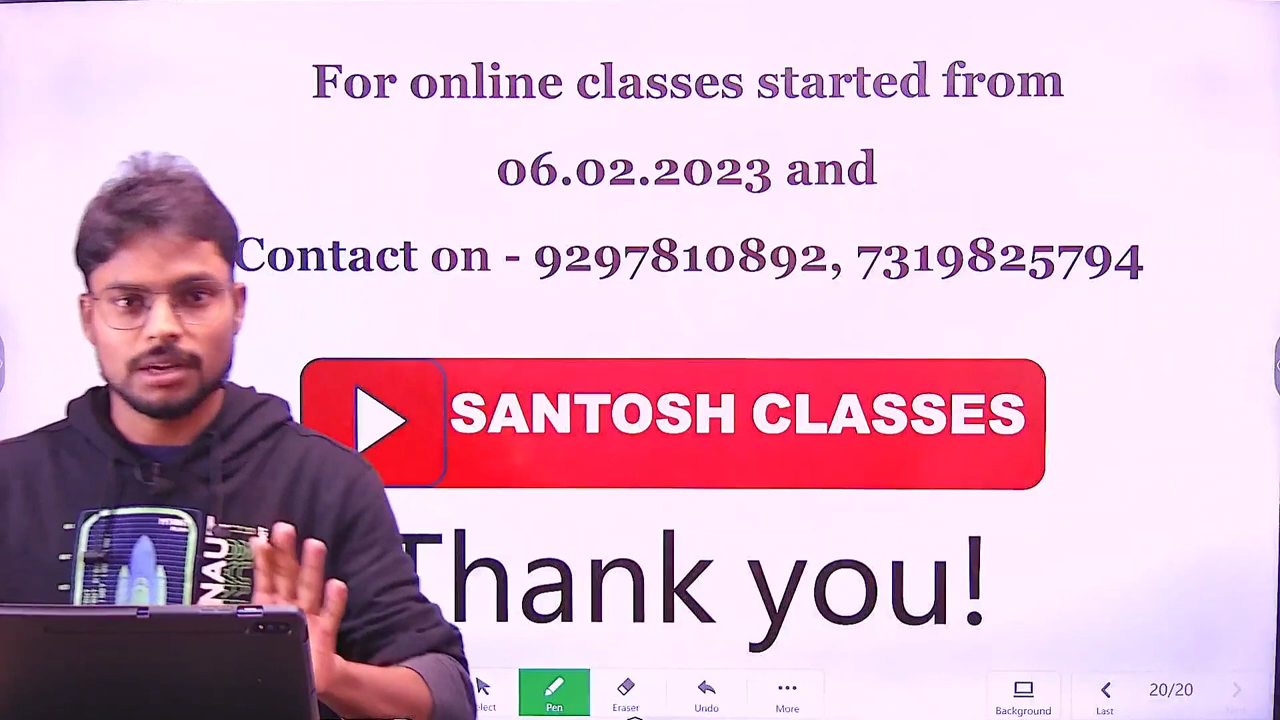 For online classes started from
06.02.2023 and
Contact on - 9297810892, 7319825794
SANTOSH CLASSES
Thank you!
NAU
Pen
Eraser
Undo
More
Background
Last
20/20